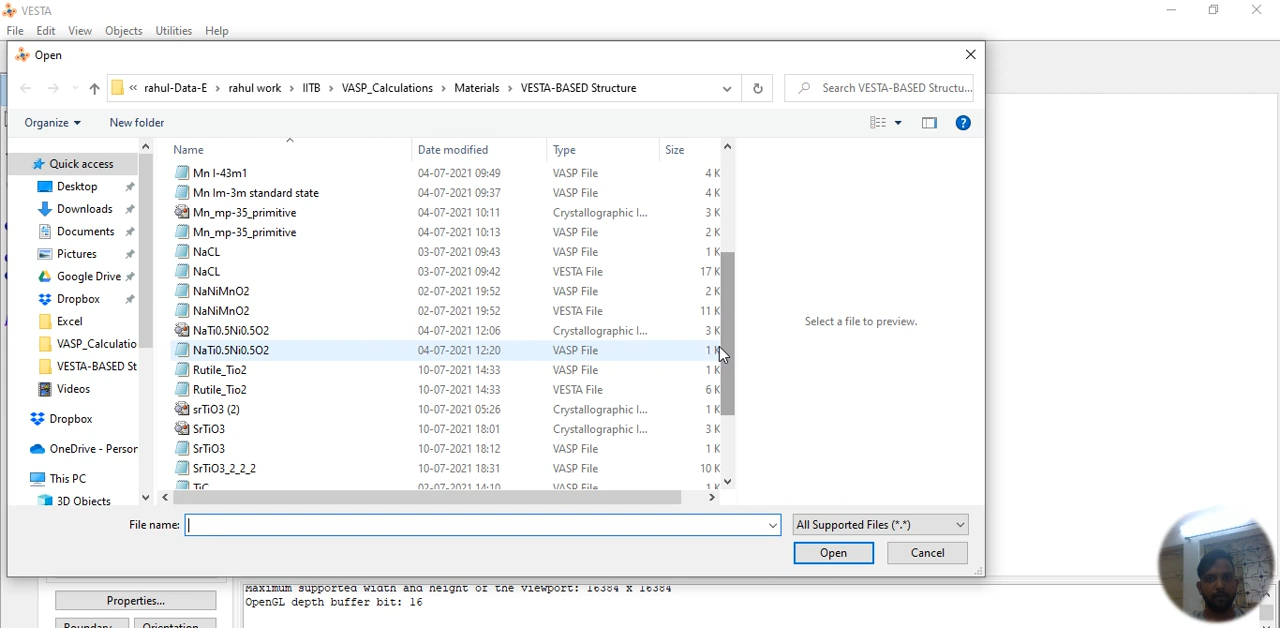 VESTA
File Edit View Objects Utilities Help
Open
« rahul-Data-E › rahul work › IITB › VASP_Calculations › Materials › VESTA-BASED Structure
Search VESTA-BASED Structu...
Organize New folder
Name Date modified Type Size
Quick access
Desktop
Downloads
Documents
Pictures
Google Drive
Dropbox
Excel
VASP_Calculatio
VESTA-BASED St
Videos
Dropbox
OneDrive - Persor
This PC
3D Objects
Mn I-43m1 04-07-2021 09:49 VASP File 4 K
Mn Im-3m standard state 04-07-2021 09:37 VASP File 4 K
Mn_mp-35_primitive 04-07-2021 10:11 Crystallographic I... 3 K
Mn_mp-35_primitive 04-07-2021 10:13 VASP File 2 K
NaCL 03-07-2021 09:43 VASP File 1 K
NaCL 03-07-2021 09:42 VESTA File 17 K
NaNiMnO2 02-07-2021 19:52 VASP File 2 K
NaNiMnO2 02-07-2021 19:52 VESTA File 11 K
NaTi0.5Ni0.5O2 04-07-2021 12:06 Crystallographic I... 3 K
NaTi0.5Ni0.5O2 04-07-2021 12:20 VASP File 1 K
Rutile_Tio2 10-07-2021 14:33 VASP File 1 K
Rutile_Tio2 10-07-2021 14:33 VESTA File 6 K
srTiO3 (2) 10-07-2021 05:26 Crystallographic I... 1 K
SrTiO3 10-07-2021 18:01 Crystallographic I... 3 K
SrTiO3 10-07-2021 18:12 VASP File 1 K
SrTiO3_2_2_2 10-07-2021 18:31 VASP File 10 K
TiC 02-07-2021 14:10 VASP File 1 K
Select a file to preview.
File name: All Supported Files (*.*)
Open Cancel
Properties...
Boundary... Orientation...
Maximum supported width and height of the viewport: 16384 x 16384
OpenGL depth buffer bit: 16